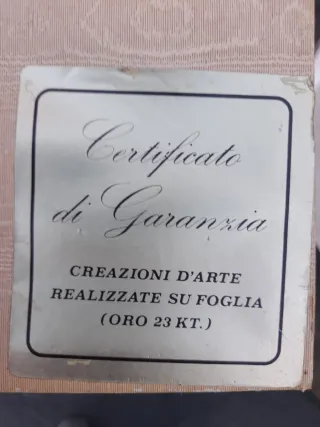 Certificato
di Garanzia
CREAZIONI D'ARTE
REALIZZATE SU FOGLIA
(ORO 23 KT.)